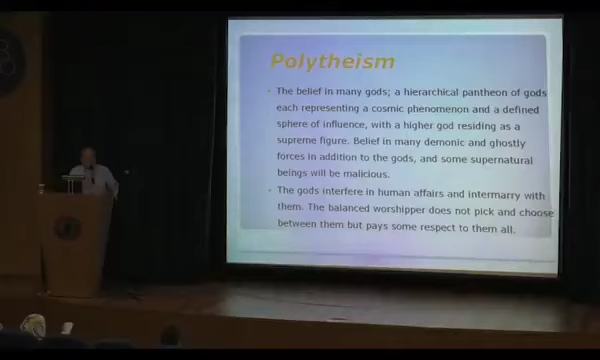 Polytheism
• The belief in many gods; a hierarchical pantheon of gods
each representing a cosmic phenomenon and a defined
sphere of influence, with a higher god residing as a
supreme figure. Belief in many demonic and ghostly
forces in addition to the gods, and some supernatural
beings will be malicious.
• The gods interfere in human affairs and intermarry with
them. The balanced worshipper does not pick and choose
between them but pays some respect to them all.